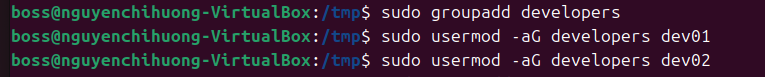 boss@nguyenchihuong-VirtualBox:/tmp$ sudo groupadd developers
boss@nguyenchihuong-VirtualBox:/tmp$ sudo usermod -aG developers dev01
boss@nguyenchihuong-VirtualBox:/tmp$ sudo usermod -aG developers dev02